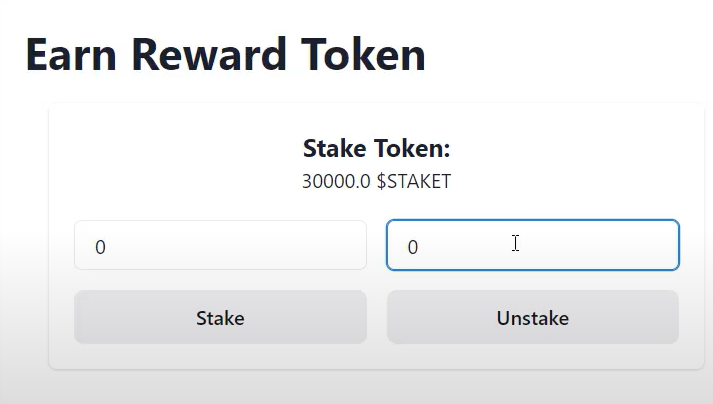 Earn Reward Token
Stake Token:
30000.0 $STAKET
0
0
Stake
Unstake